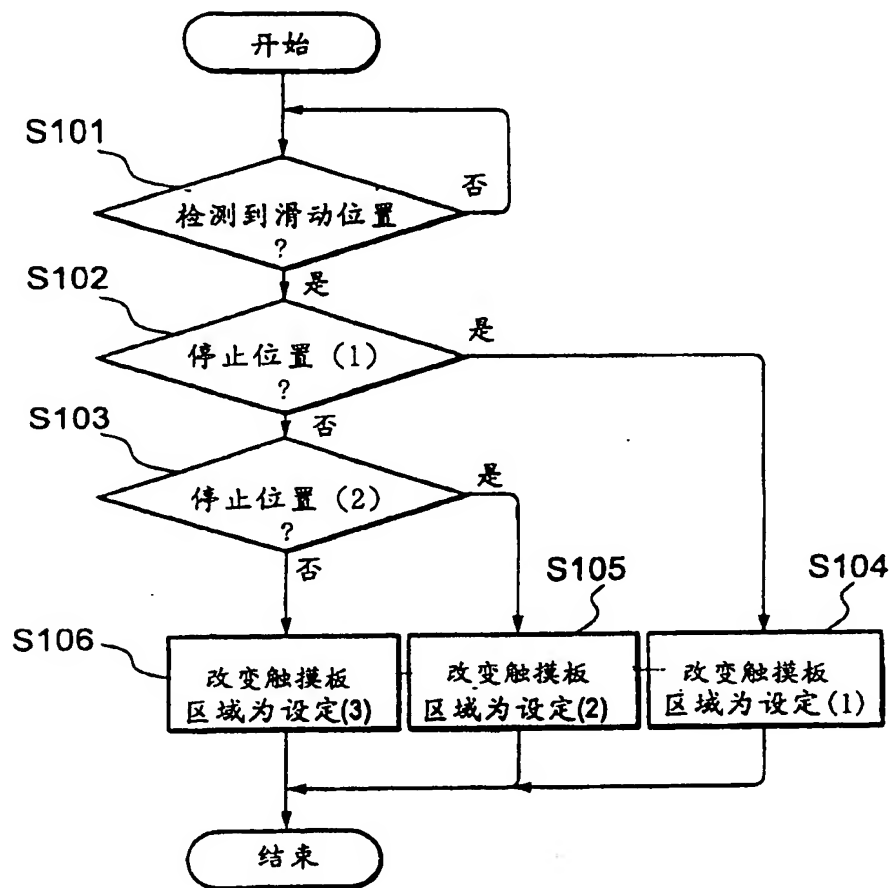 开始
S101
否
检测到滑动位置
?
S102
是
是
停止位置 (1)
?
S103
否
是
停止位置 (2)
?
否
S105
S104
S106
改变触摸板
区域为设定(3)
改变触摸板
区域为设定(2)
改变触摸板
区域为设定(1)
结束